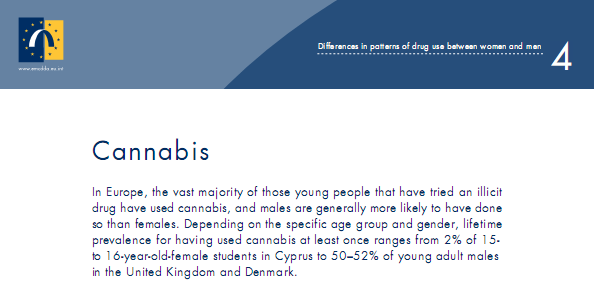 Differences in patterns of drug use between women and men
4
www.emcdda.eu.int
Cannabis
In Europe, the vast majority of those young people that have tried an illicit
drug have used cannabis, and males are generally more likely to have done
so than females. Depending on the specific age group and gender, lifetime
prevalence for having used cannabis at least once ranges from 2% of 15-
to 16-year-old-female students in Cyprus to 50–52% of young adult males
in the United Kingdom and Denmark.